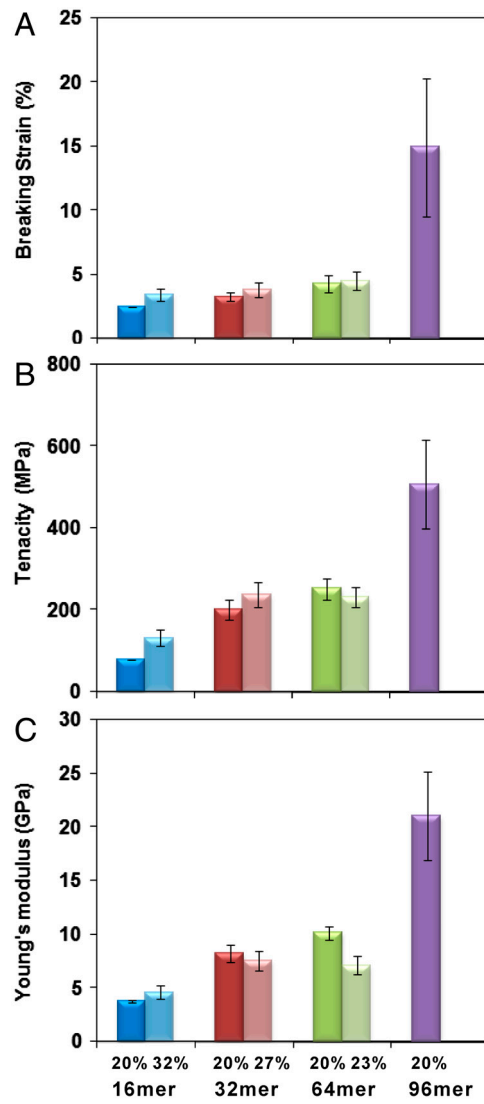 A
Breaking Strain (%)
25
20
15
10
5
0
B
Tenacity (MPa)
800
600
400
200
0
C
Young's modulus (GPa)
30
25
20
15
10
5
0
20% 32% 20% 27% 20% 23% 20%
16mer 32mer 64mer 96mer